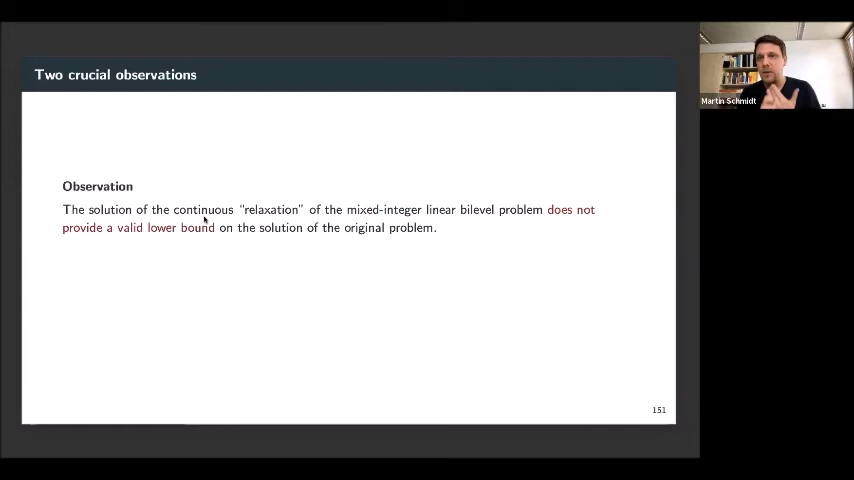 Two crucial observations
Martin Schmidt
Observation
The solution of the continuous “relaxation” of the mixed-integer linear bilevel problem does not
provide a valid lower bound on the solution of the original problem.
151